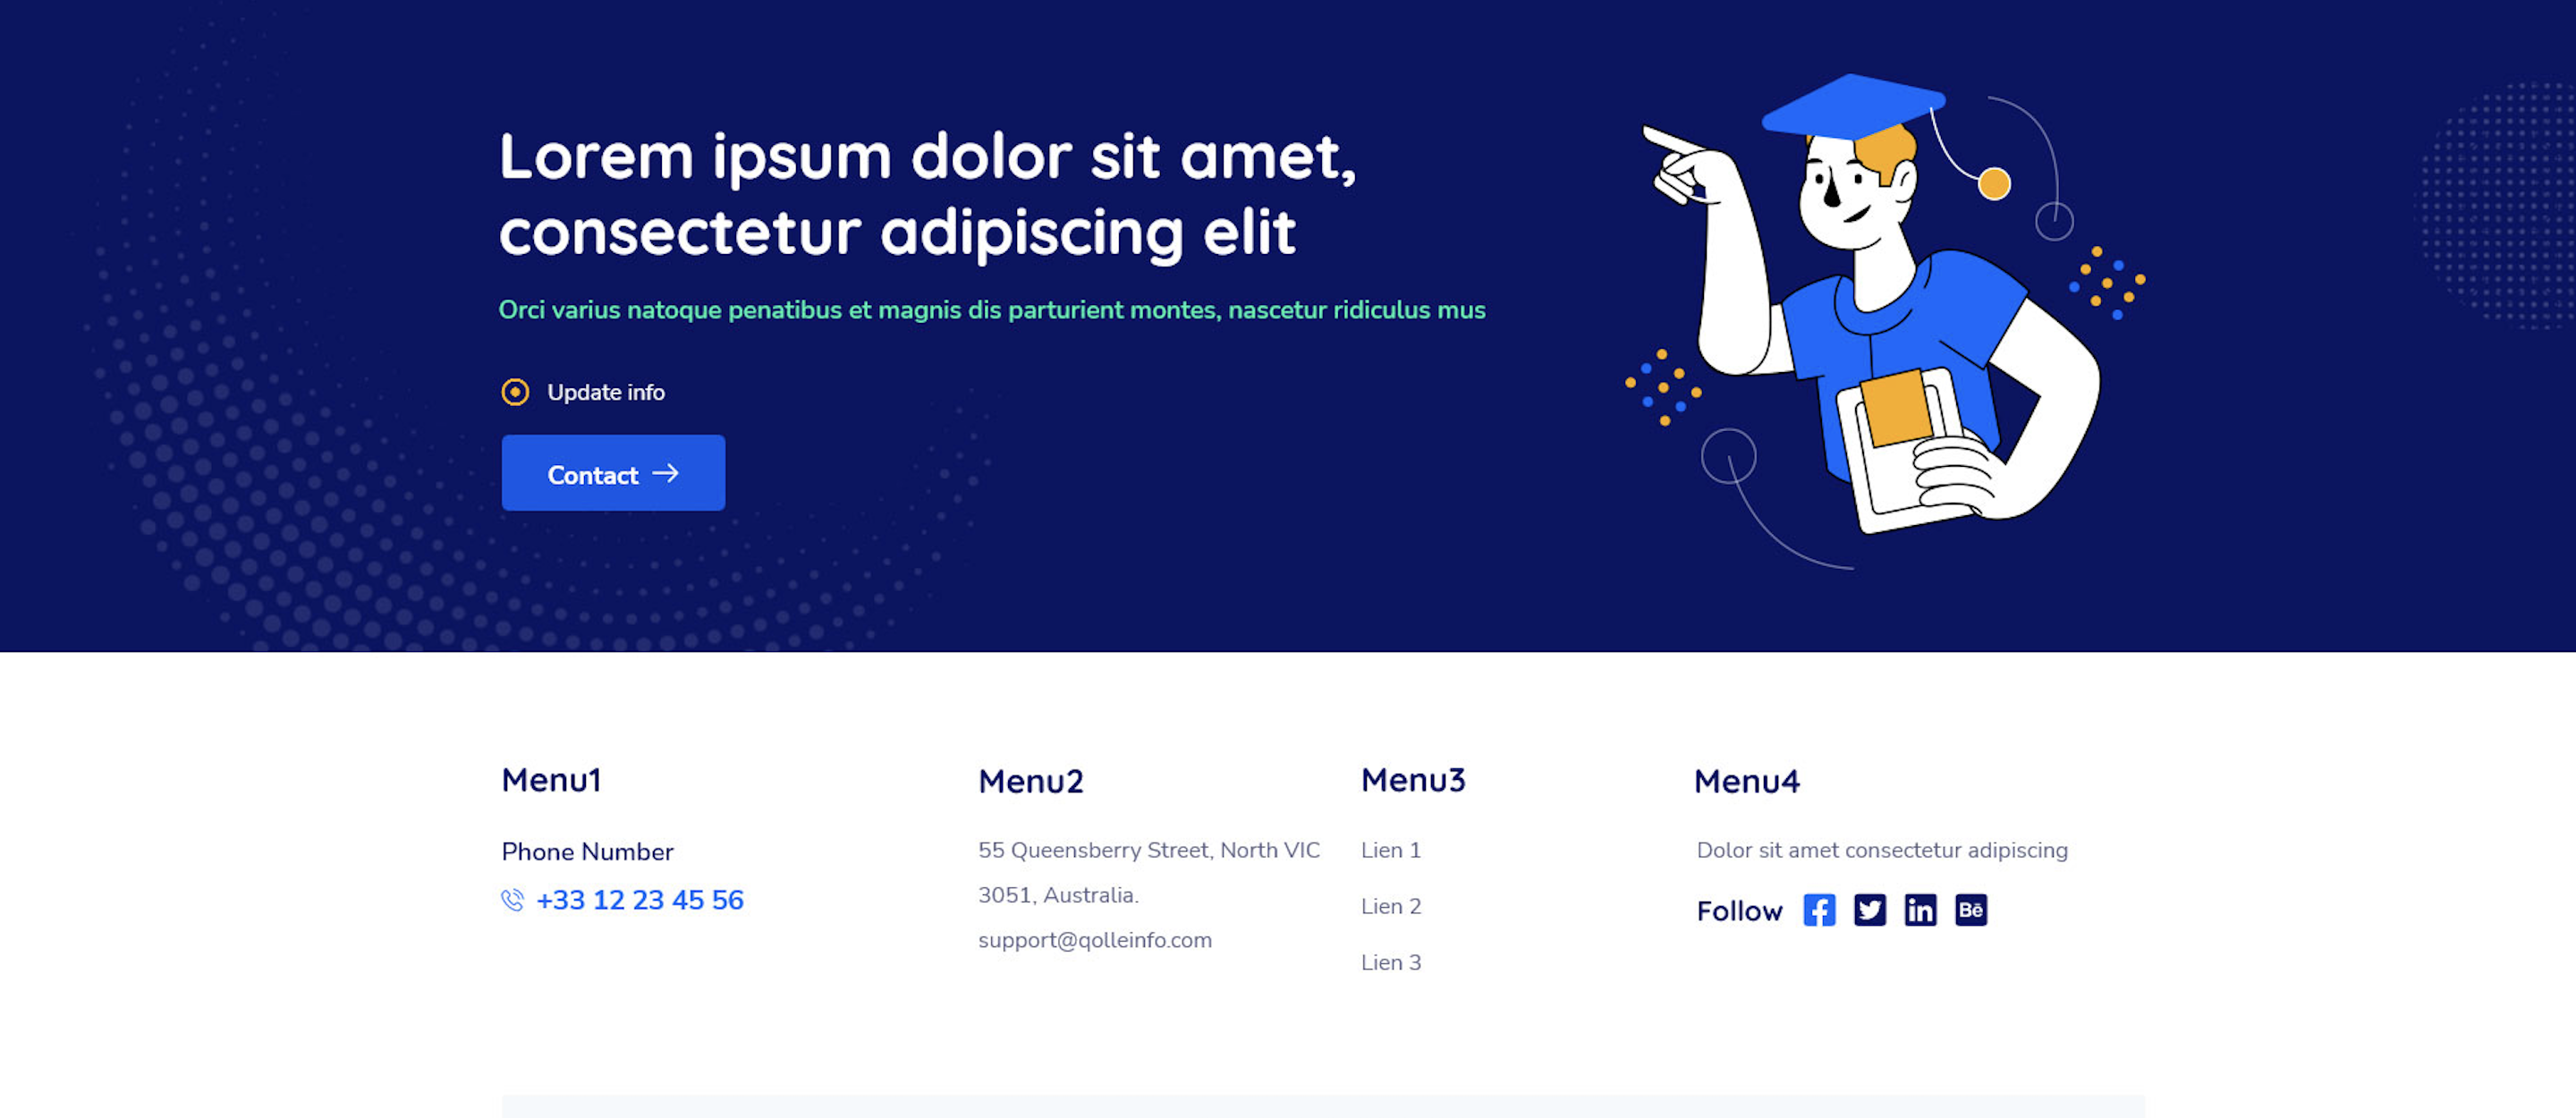 Lorem ipsum dolor sit amet,
consectetur adipiscing elit
Orci varius natoque penatibus et magnis dis parturient montes, nascetur ridiculus mus
Update info
Contact
Menu1
Phone Number
+33 12 23 45 56
Menu2
55 Queensberry Street, North VIC
3051, Australia.
support@qolleinfo.com
Menu3
Lien 1
Lien 2
Lien 3
Menu4
Dolor sit amet consectetur adipiscing
Follow
in
Bē